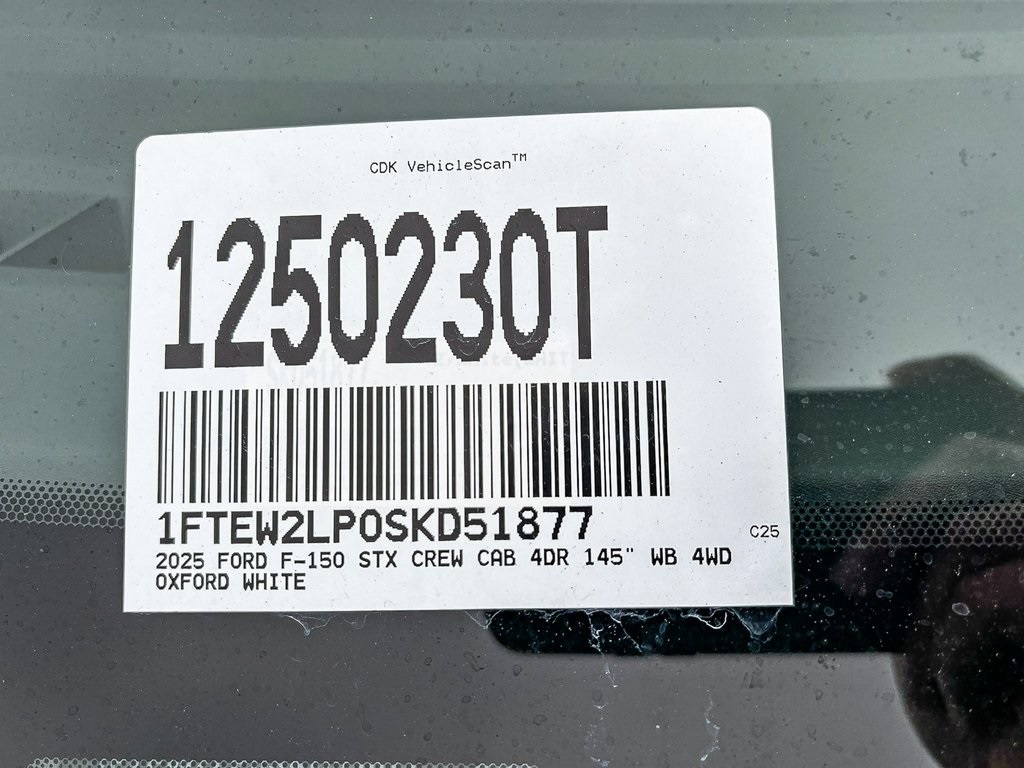 CDK VehicleScan™
1250230T
1FTEW2LP0SKD51877
C25
2025 FORD F-150 STX CREW CAB 4DR 145" WB 4WD
OXFORD WHITE